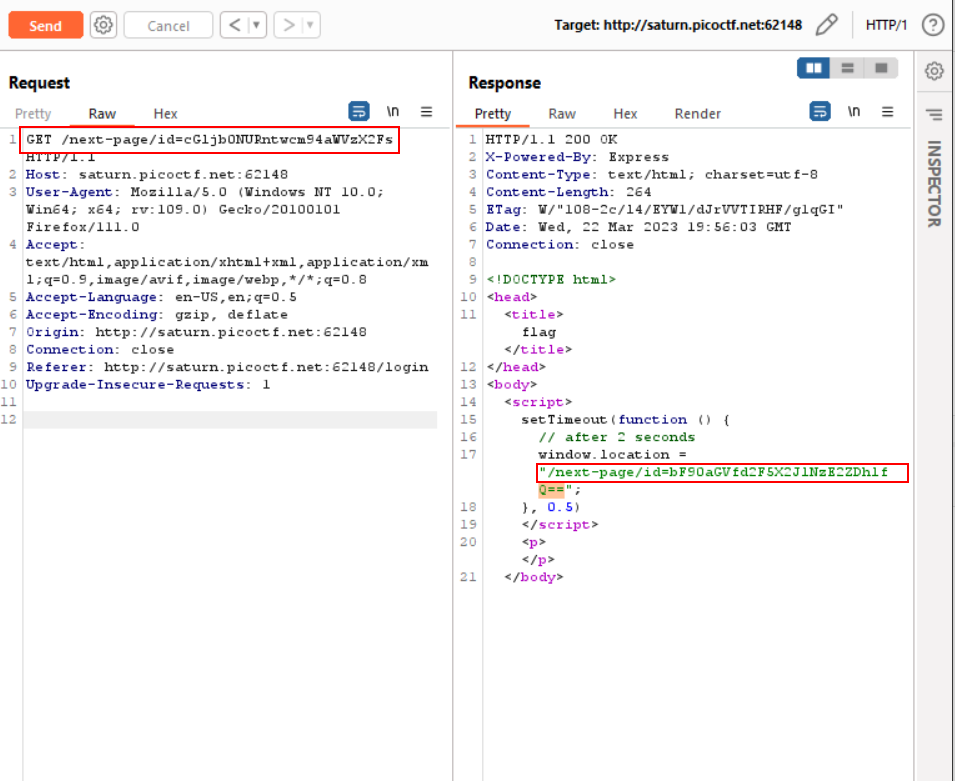 Send
Cancel
<
>
Target: http://saturn.picoctf.net:62148
HTTP/1
?
Request
Pretty
Raw
Hex
\n
1 GET /next-page/id=cGljb0NURntwcm94aWVzX2Fs
HTTP/1.1
2 Host: saturn.picoctf.net:62148
3 User-Agent: Mozilla/5.0 (Windows NT 10.0;
Win64; x64; rv:109.0) Gecko/20100101
Firefox/111.0
4 Accept:
text/html,application/xhtml+xml,application/xm
l;q=0.9,image/avif,image/webp,*/*;q=0.8
5 Accept-Language: en-US,en;q=0.5
6 Accept-Encoding: gzip, deflate
7 Origin: http://saturn.picoctf.net:62148
8 Connection: close
9 Referer: http://saturn.picoctf.net:62148/login
10 Upgrade-Insecure-Requests: 1
11
12
Response
Pretty
Raw
Hex
Render
\n
1 HTTP/1.1 200 OK
2 X-Powered-By: Express
3 Content-Type: text/html; charset=utf-8
4 Content-Length: 264
5 ETag: W/"108-2c/14/EYW1/dJrVVTIRHF/glqGI"
6 Date: Wed, 22 Mar 2023 19:56:03 GMT
7 Connection: close
8
9 <!DOCTYPE html>
10 <head>
11 <title>
flag
</title>
12 </head>
13 <body>
14 <script>
15 setTimeout(function () {
16 // after 2 seconds
17 window.location =
"/next-page/id=bF90aGVfd2F5X2JlNzE2ZDhlf
Q==";
18 }, 0.5)
19 </script>
20 <p>
</p>
21 </body>
INSPECTOR